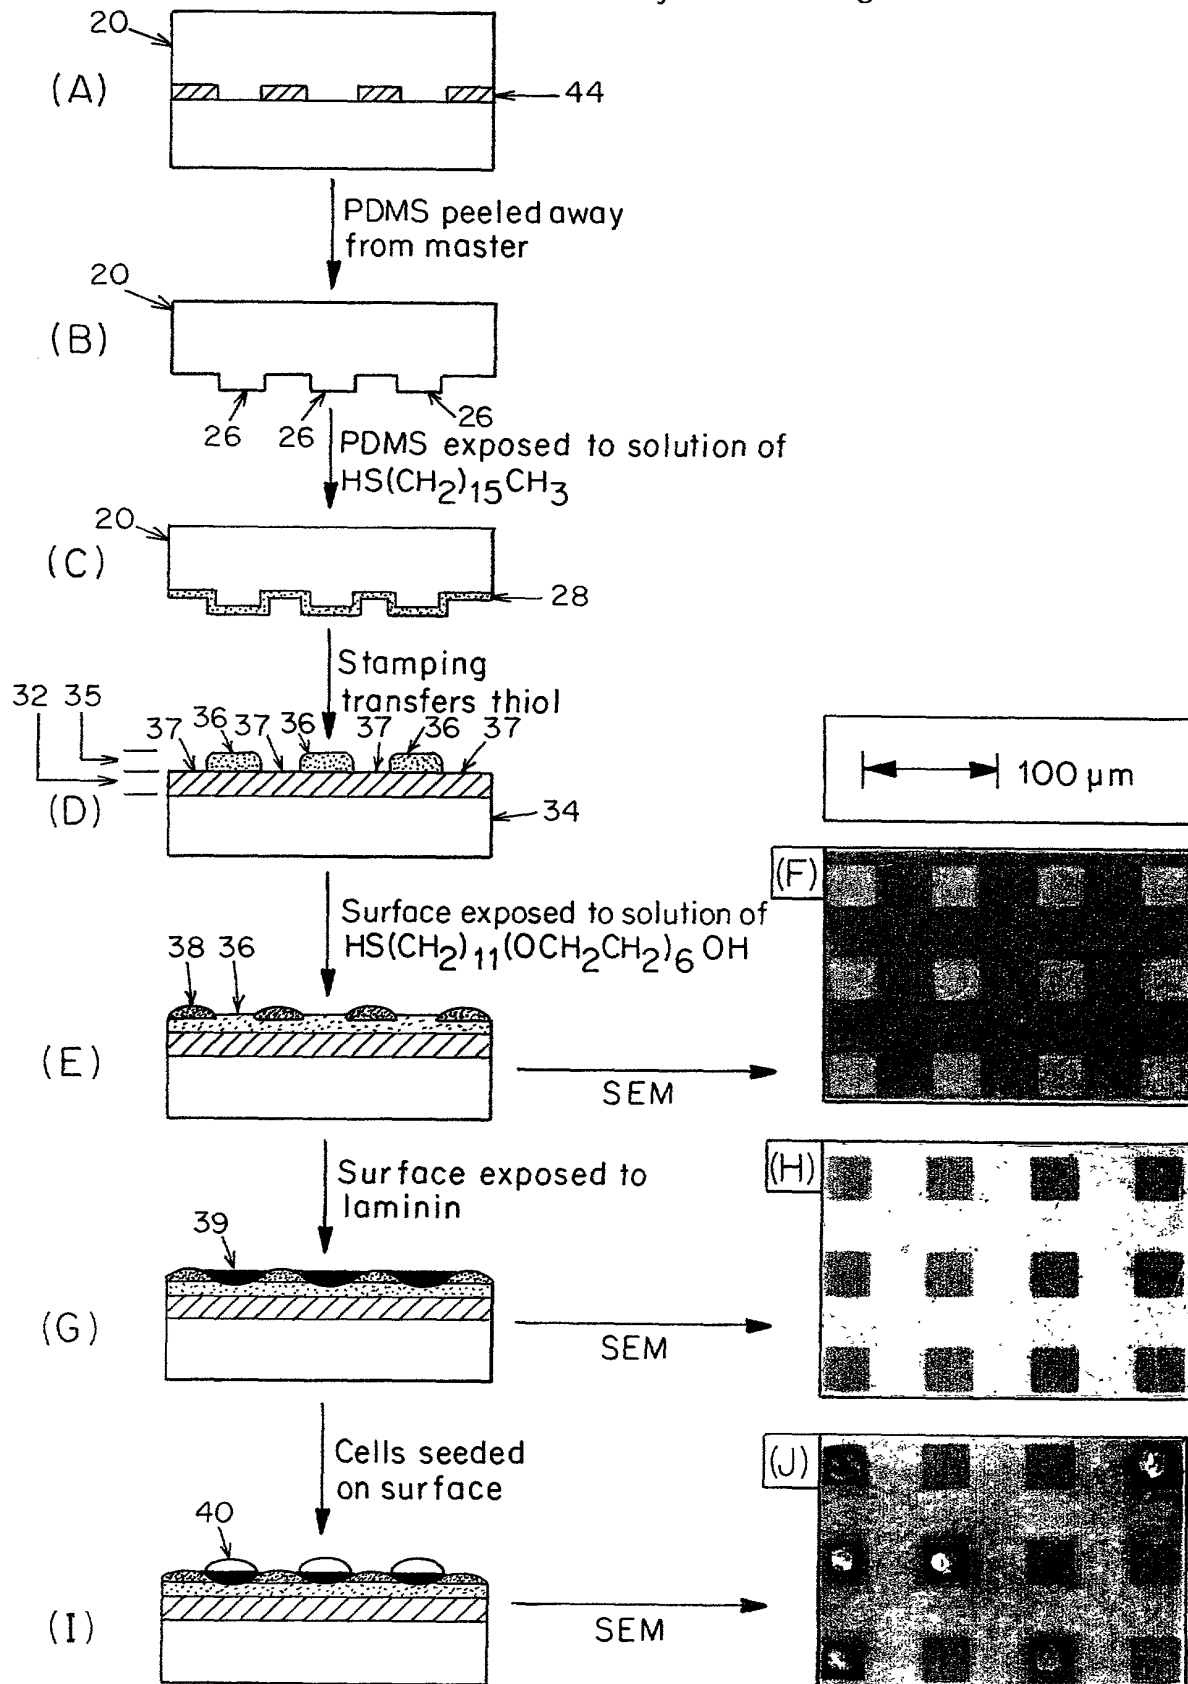 20
(A)
44
PDMS peeled away
from master
20
(B)
26
26
26
PDMS exposed to solution of
HS(CH2)15CH3
20
(C)
28
Stamping
transfers thiol
32
35
37
36
37
36
37
36
37
(D)
34
100 µm
Surface exposed to solution of
HS(CH2)11(OCH2CH2)6OH
(F)
38
36
(E)
SEM
Surface exposed to
laminin
(H)
39
(G)
SEM
Cells seeded
on surface
(J)
40
(I)
SEM